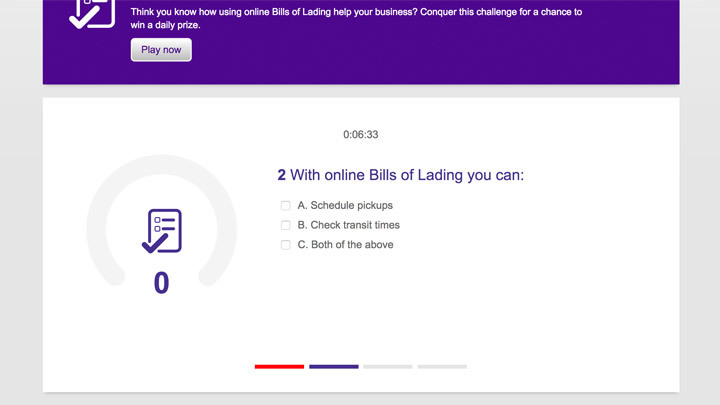 Think you know how using online Bills of Lading help your business? Conquer this challenge for a chance to
win a daily prize.
Play now
0:06:33
2 With online Bills of Lading you can:
A. Schedule pickups
B. Check transit times
C. Both of the above
0